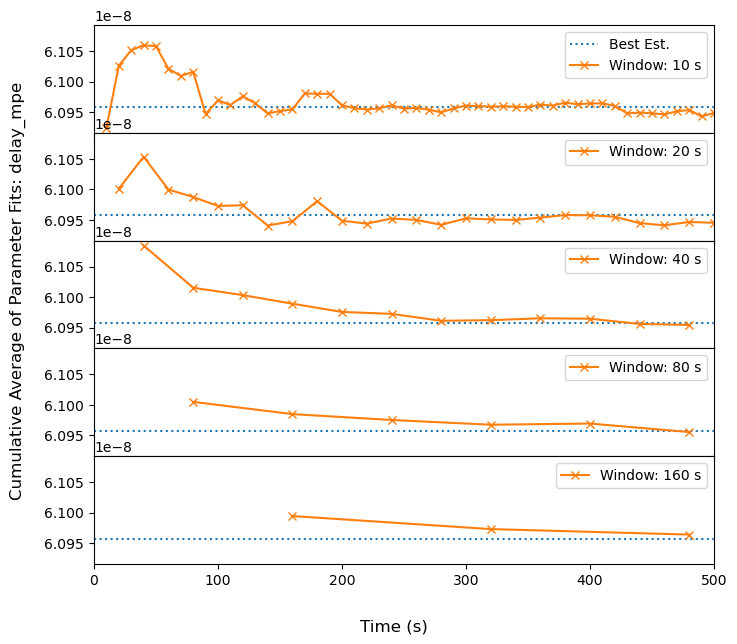 Cumulative Average of Parameter Fits: delay_mpe
1e−8
6.105
6.100
6.095
Best Est.
Window: 10 s
1e−8
6.105
6.100
6.095
Window: 20 s
1e−8
6.105
6.100
6.095
Window: 40 s
1e−8
6.105
6.100
6.095
Window: 80 s
1e−8
6.105
6.100
6.095
Window: 160 s
0 100 200 300 400 500
Time (s)